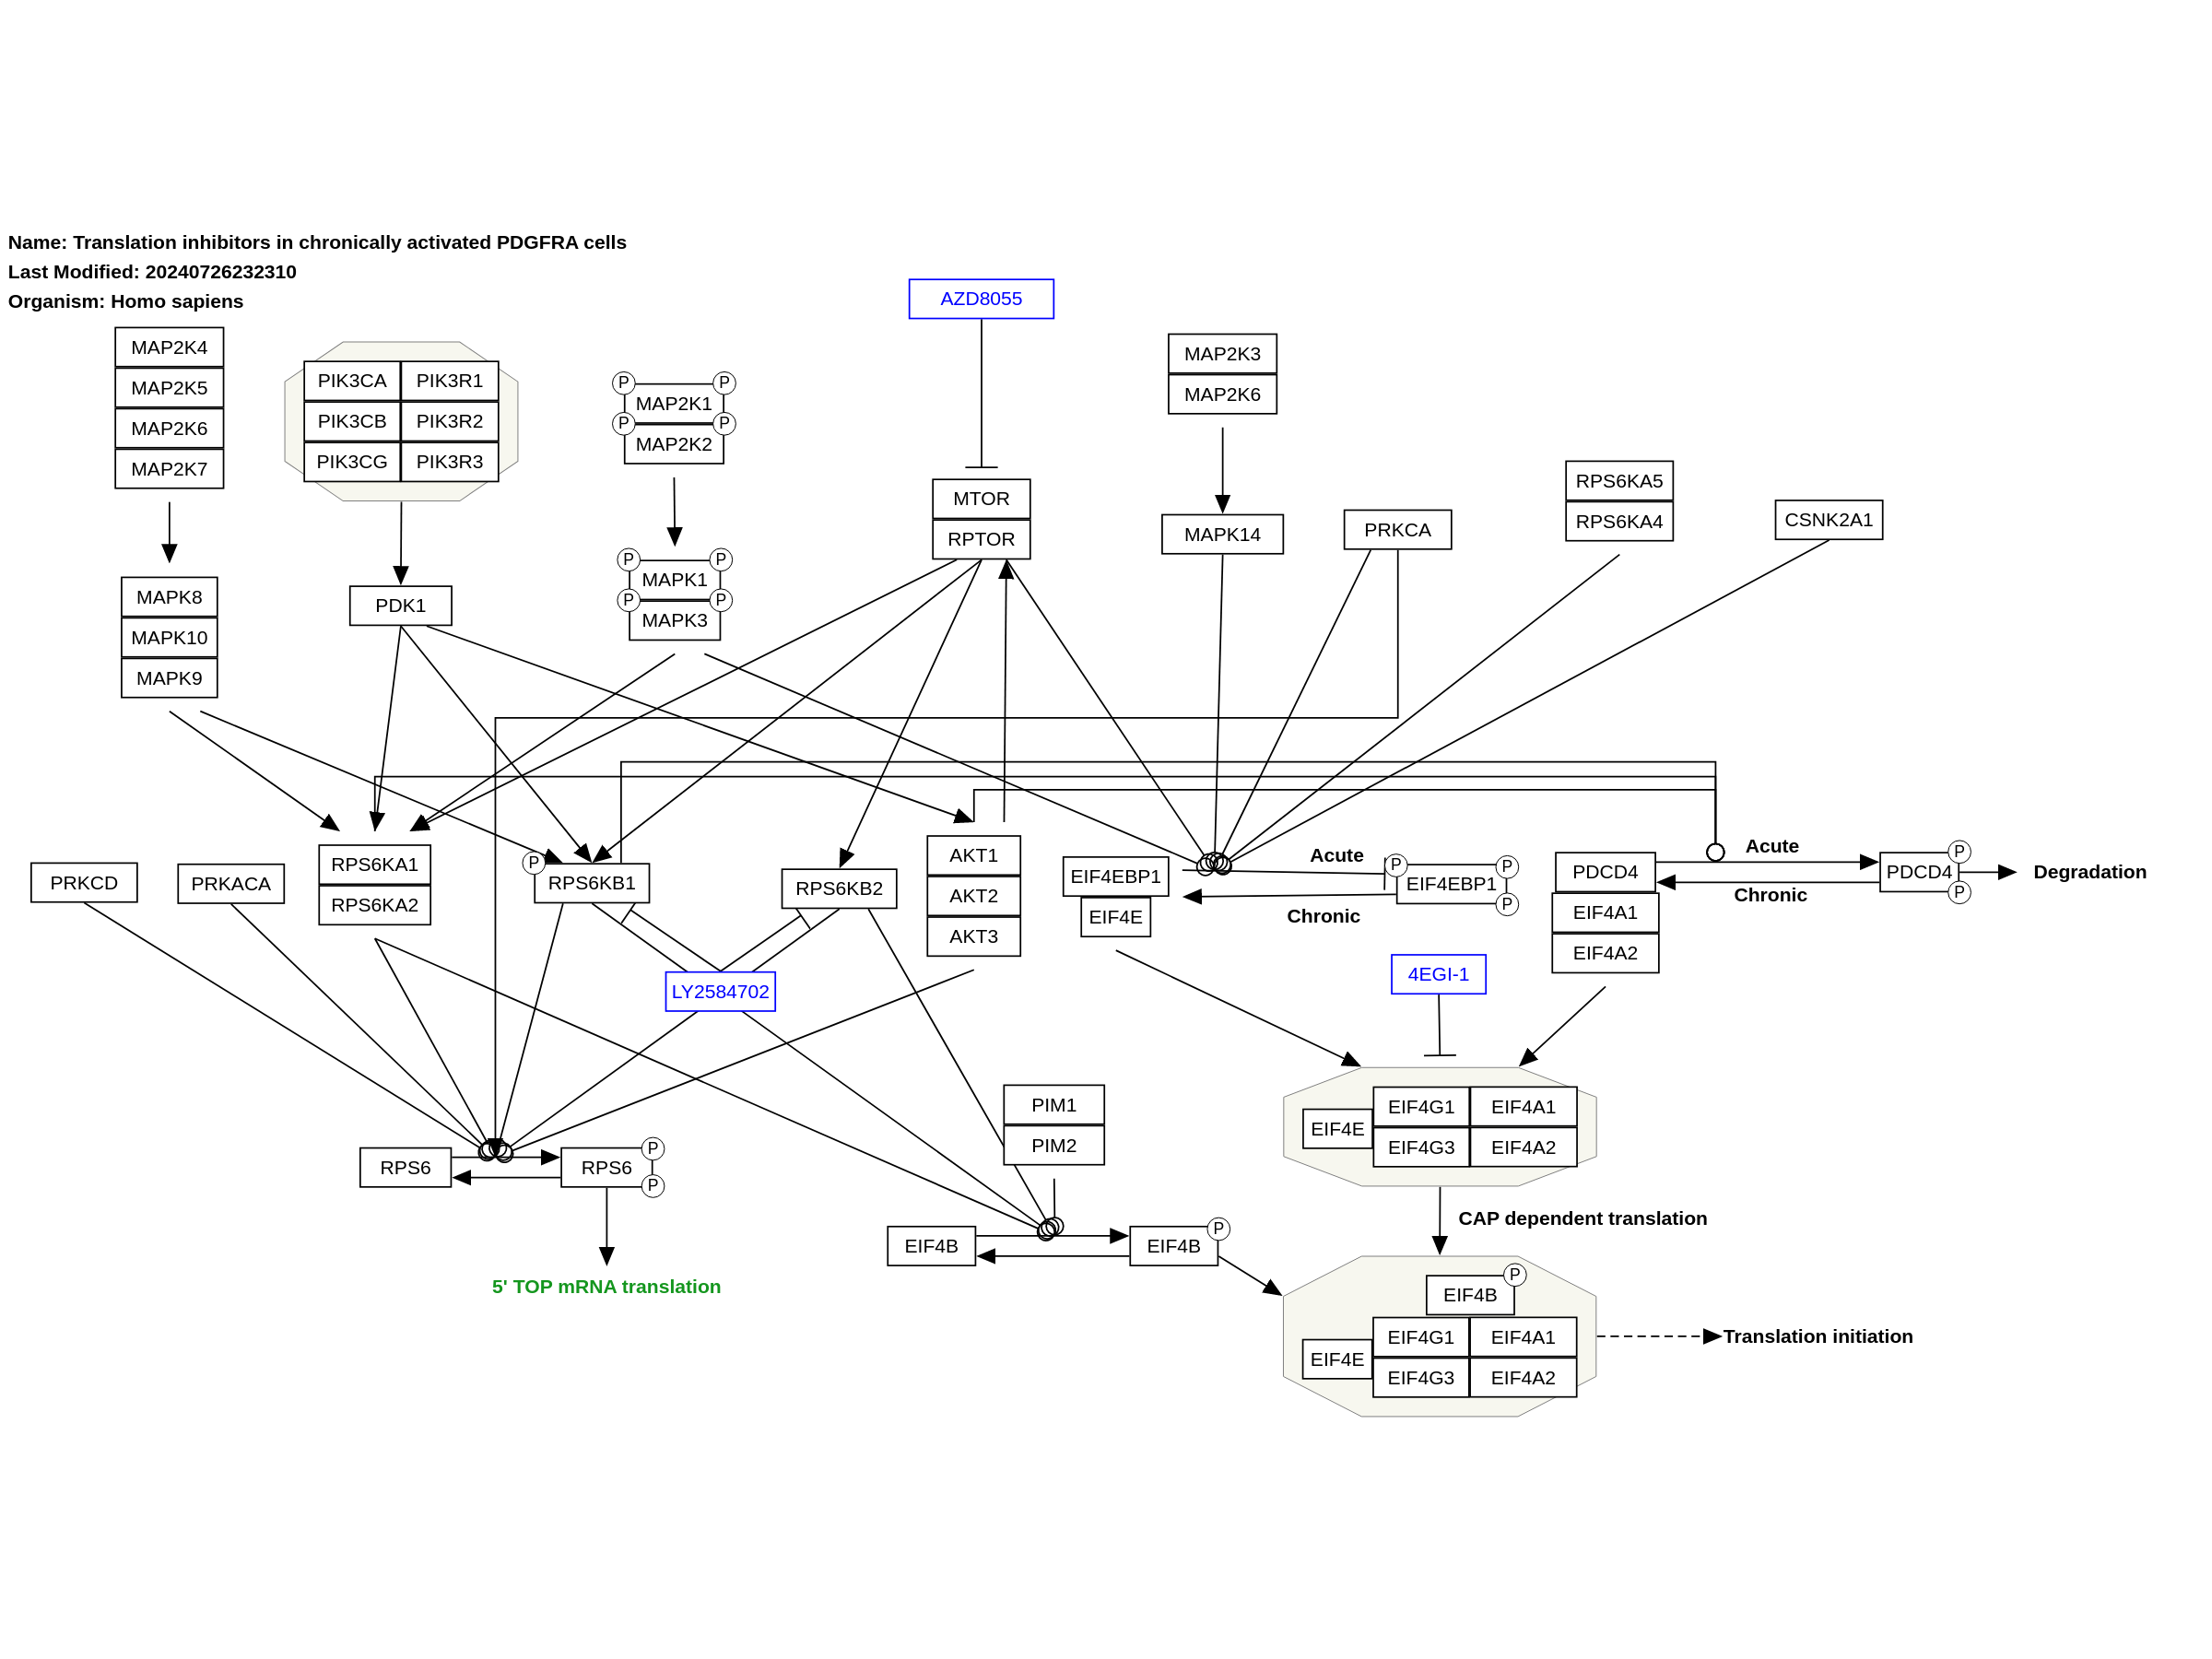 Name: Translation inhibitors in chronically activated PDGFRA cells
Last Modified: 20240726232310
Organism: Homo sapiens
AZD8055
MAP2K4
MAP2K5
MAP2K6
MAP2K7
PIK3CA PIK3R1
PIK3CB PIK3R2
PIK3CG PIK3R3
P P
MAP2K1
P P
MAP2K2
MAP2K3
MAP2K6
MTOR
RPTOR
MAPK14
PRKCA
RPS6KA5
RPS6KA4
CSNK2A1
MAPK8
MAPK10
MAPK9
PDK1
P P
MAPK1
P P
MAPK3
PRKCD
PRKACA
RPS6KA1
RPS6KA2
P
RPS6KB1
RPS6KB2
AKT1
AKT2
AKT3
EIF4EBP1
EIF4E
Acute
Chronic
P P
EIF4EBP1
P
PDCD4
EIF4A1
EIF4A2
Acute
Chronic
P
PDCD4
P
Degradation
LY2584702
4EGI-1
PIM1
PIM2
EIF4G1 EIF4A1
EIF4E
EIF4G3 EIF4A2
RPS6
P
RPS6
P
CAP dependent translation
EIF4B
P
EIF4B
5' TOP mRNA translation
P
EIF4B
EIF4G1 EIF4A1
EIF4E
EIF4G3 EIF4A2
Translation initiation